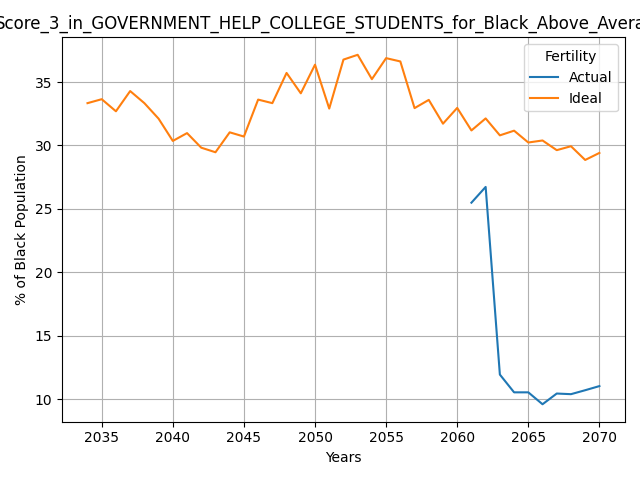 Score_3_in_GOVERNMENT_HELP_COLLEGE_STUDENTS_for_Black_Above_Avera
Fertility
Actual
Ideal
% of Black Population
35
30
25
20
15
10
2035 2040 2045 2050 2055 2060 2065 2070
Years